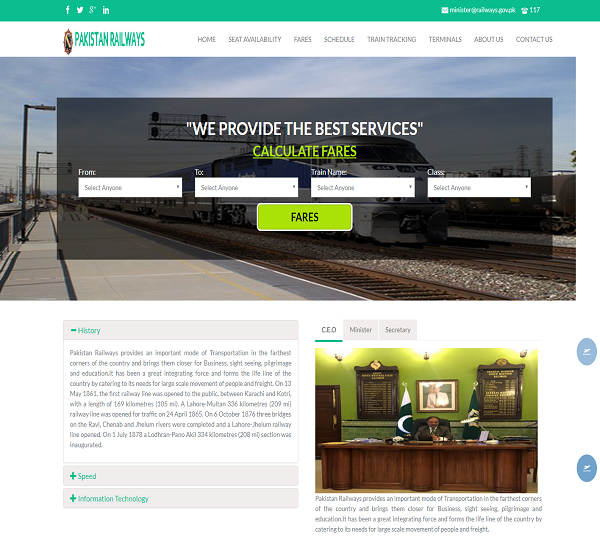 minister@railways.gov.pk 117
PAKISTAN RAILWAYS
HOME SEAT AVAILABILITY FARES SCHEDULE TRAIN TRACKING TERMINALS ABOUT US CONTACT US
"WE PROVIDE THE BEST SERVICES"
CALCULATE FARES
From: To: Train Name: Class:
Select Anyone Select Anyone Select Anyone Select Anyone
FARES
History
Pakistan Railways provides an important mode of Transportation in the farthest
corners of the country and brings them closer for Business, sight seeing, pilgrimage
and education.It has been a great integrating force and forms the life line of the
country by catering to its needs for large scale movement of people and freight. On 13
May 1861, the first railway line was opened to the public, between Karachi and Kotri,
with a length of 169 kilometres (105 mi). A Lahore-Multan 336 kilometres (209 mi)
railway line was opened for traffic on 24 April 1865. On 6 October 1876 three bridges
on the Ravi, Chenab and Jhelum rivers were completed and a Lahore-Jhelum railway
line opened. On 1 July 1878 a Lodhran-Pano Akil 334 kilometres (208 mi) section was
inaugurated.
Speed
Information Technology
C.E.O Minister Secretary
Pakistan Railways provides an important mode of Transportation in the farthest corners
of the country and brings them closer for Business, sight seeing, pilgrimage and
education.It has been a great integrating force and forms the life line of the country by
catering to its needs for large scale movement of people and freight.